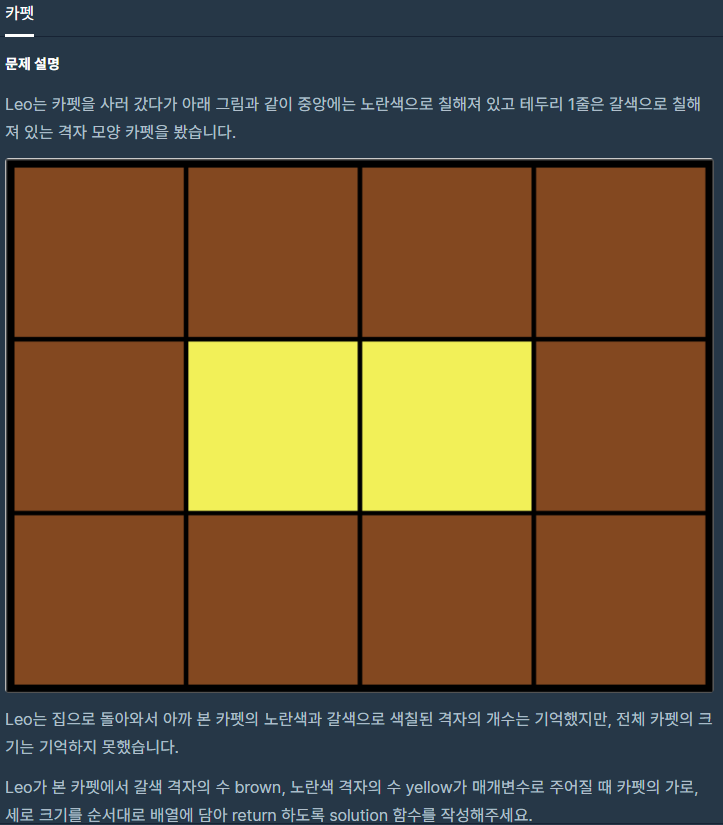 카펫
문제 설명
Leo는 카펫을 사러 갔다가 아래 그림과 같이 중앙에는 노란색으로 칠해져 있고 테두리 1줄은 갈색으로 칠해
져 있는 격자 모양 카펫을 봤습니다.
Leo는 집으로 돌아와서 아까 본 카펫의 노란색과 갈색으로 색칠된 격자의 개수는 기억했지만, 전체 카펫의 크
기는 기억하지 못했습니다.
Leo가 본 카펫에서 갈색 격자의 수 brown, 노란색 격자의 수 yellow가 매개변수로 주어질 때 카펫의 가로,
세로 크기를 순서대로 배열에 담아 return 하도록 solution 함수를 작성해주세요.